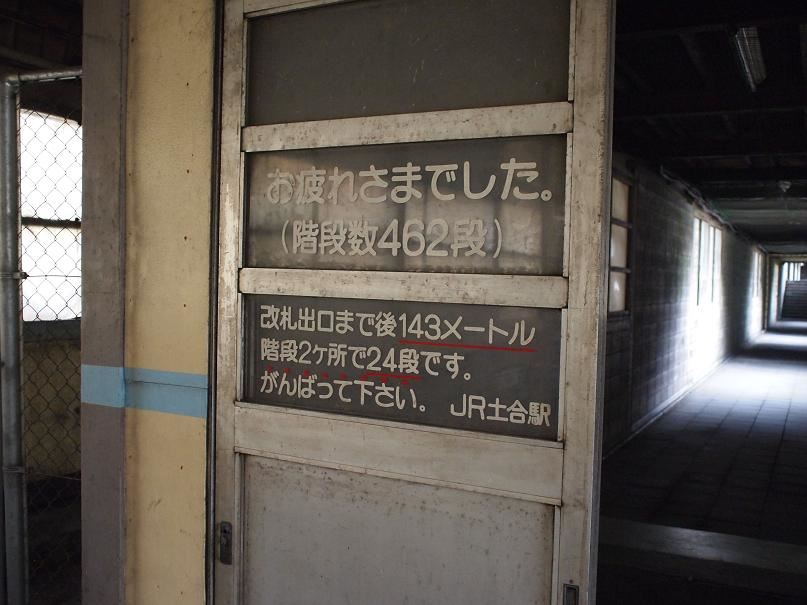 お疲れさまでした。
（階段数462段）
改札出口まで後143メートル
階段2ケ所で24段です。
がんばって下さい。 JR土合駅